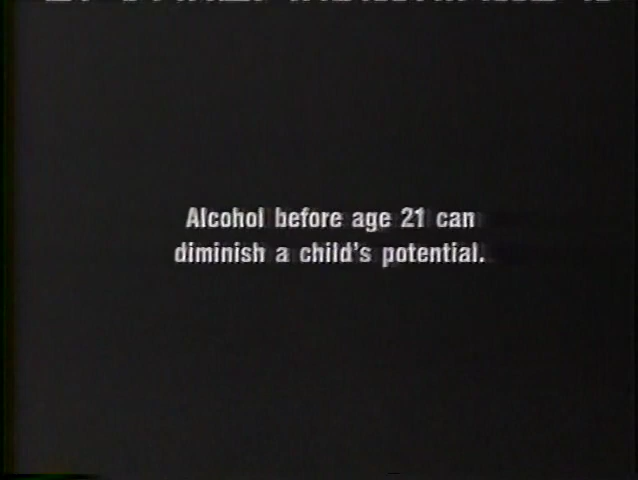 Alcohol before age 21 can
diminish a child's potential.